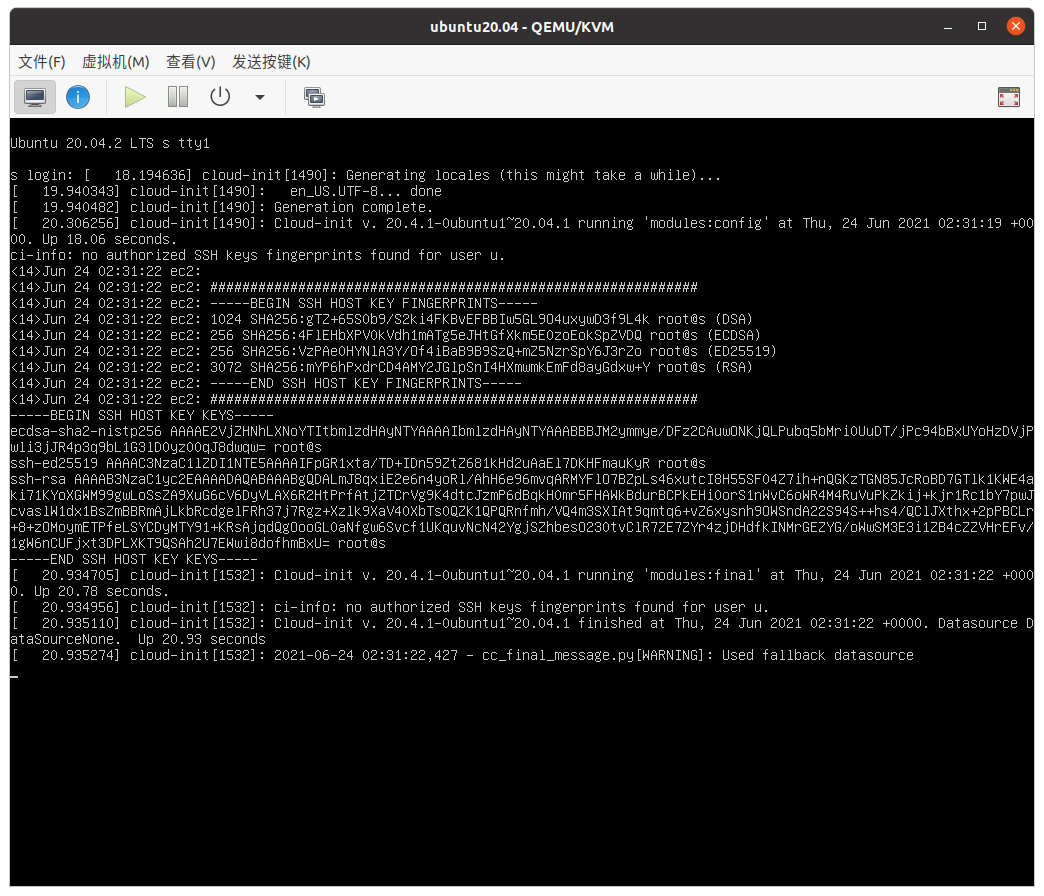 ubuntu20.04 - QEMU/KVM
文件(F) 虚拟机(M) 查看(V) 发送按键(K)
Ubuntu 20.04.2 LTS s tty1
s login: [   18.194636] cloud-init[1490]: Generating locales (this might take a while)...
[   19.940343] cloud-init[1490]:   en_US.UTF-8... done
[   19.940482] cloud-init[1490]: Generation complete.
[   20.306256] cloud-init[1490]: Cloud-init v. 20.4.1-0ubuntu1~20.04.1 running 'modules:config' at Thu, 24 Jun 2021 02:31:19 +00
00. Up 18.06 seconds.
ci-info: no authorized SSH keys fingerprints found for user u.
<14>Jun 24 02:31:22 ec2:
<14>Jun 24 02:31:22 ec2: #############################################################
<14>Jun 24 02:31:22 ec2: -----BEGIN SSH HOST KEY FINGERPRINTS-----
<14>Jun 24 02:31:22 ec2: 1024 SHA256:gTZ+65S0b9/S2ki4FKBvEFBBIw5GL9O4uxywD3f9L4k root@s (DSA)
<14>Jun 24 02:31:22 ec2: 256 SHA256:4FlEHbXPV0kVdh1mATg5eJHtGfXkm5E0zoEokSpZVDQ root@s (ECDSA)
<14>Jun 24 02:31:22 ec2: 256 SHA256:VzPAeOHYNlA3Y/Of4iBaB9B9SzQ+mZ5NzrSpY6J3rZo root@s (ED25519)
<14>Jun 24 02:31:22 ec2: 3072 SHA256:mYP6hPxdrCD4AMY2JGlpSnI4HXmwmkEmFd8ayGdxw+Y root@s (RSA)
<14>Jun 24 02:31:22 ec2: -----END SSH HOST KEY FINGERPRINTS-----
<14>Jun 24 02:31:22 ec2: #############################################################
-----BEGIN SSH HOST KEY KEYS-----
ecdsa-sha2-nistp256 AAAAE2VjZHNhLXNoYTItbmlzdHAyNTYAAAAIbmlzdHAyNTYAAABBBJM2ymmye/DFz2CAuwONKjQLPubq5bMri0UuDT/jPc94bBxUYoHzDVjP
wli3jJR4p3q9bL1G3lD0yz00qJ8dwqw= root@s
ssh-ed25519 AAAAC3NzaC1lZDI1NTE5AAAAIFpGR1xta/TD+IDn59ZtZ681kHd2uAaEl7DKHFmauKyR root@s
ssh-rsa AAAAB3NzaC1yc2EAAAADAQABAAABgQDALmJ8qxiE2e6n4yoRl/AhH6e96mvqARMYFlO7BZpLs46xutcI8H55SF04Z7ih+nQGKzTGN85JcRoBD7GTlk1KWE4a
ki71KYoXGWM99gwLoSsZA9XuG6cV6DyVLAX6R2HtPrfAtjZTCrVg9K4dtcJzmP6dBqkH0mr5FHAWkBdurBCPkEHiOorS1nWvC6oWR4M4RuVuPkZkij+kjr1Rc1bY7pwJ
cvaslW1dx1BsZmBBRmAjLkbRcdgelFRh37j7Rgz+Xzlk9XaV4OXbTs0QZK1QPQRnfmh/VQ4m3SXIAt9qmtq6+vZ6xysnh9OWSndA22S94S++hs4/QClJXthx+2pPBCLr
+8+zOMoymETPfeLSYCDyMTY91+KRsAjqdQgOooGL0aNfgw6Svcf1UKquvNcN42YgjSZhbesO230tvClR7ZE7ZYr4zjDHdfkINMrGEZYG/oWwSM3E3i1ZB4cZZVHrEFv/
1gW6nCUFjxt3DPLXKT9QSAh2U7EWwi8dofhmBxU= root@s
-----END SSH HOST KEY KEYS-----
[   20.934705] cloud-init[1532]: Cloud-init v. 20.4.1-0ubuntu1~20.04.1 running 'modules:final' at Thu, 24 Jun 2021 02:31:22 +000
0. Up 20.78 seconds.
[   20.934956] cloud-init[1532]: ci-info: no authorized SSH keys fingerprints found for user u.
[   20.935110] cloud-init[1532]: Cloud-init v. 20.4.1-0ubuntu1~20.04.1 finished at Thu, 24 Jun 2021 02:31:22 +0000. Datasource D
ataSourceNone.  Up 20.93 seconds
[   20.935274] cloud-init[1532]: 2021-06-24 02:31:22,427 - cc_final_message.py[WARNING]: Used fallback datasource